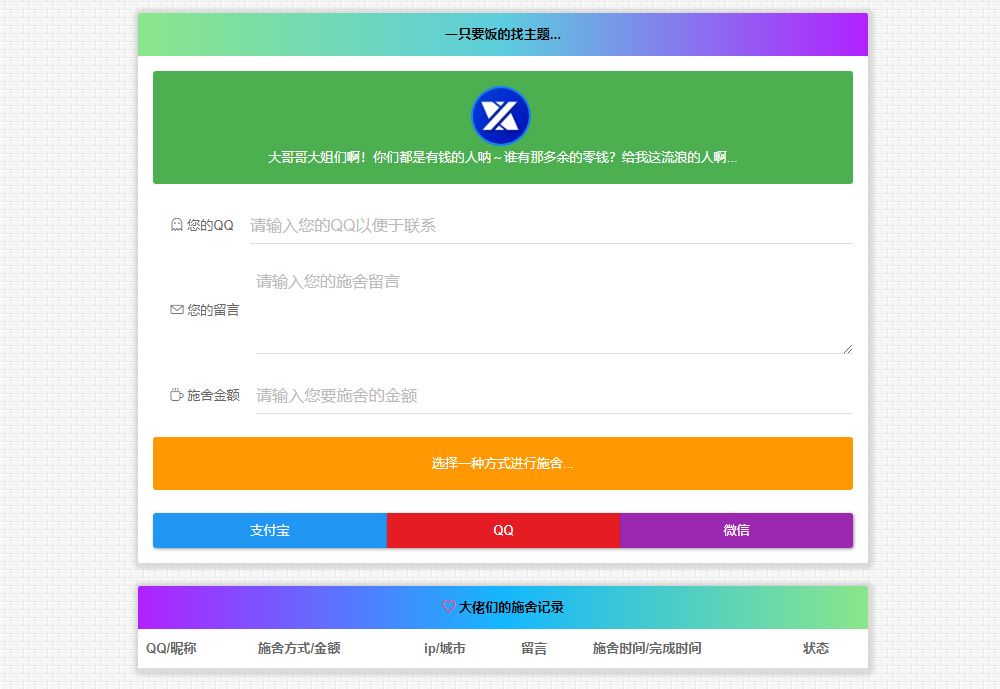 一只要饭的找主题...
大哥哥大姐们啊！你们都是有钱的人呐～谁有那多余的零钱？给我这流浪的人啊...
您的QQ 请输入您的QQ以便于联系
请输入您的施舍留言
您的留言
施舍金额 请输入您要施舍的金额
选择一种方式进行施舍...
支付宝 QQ 微信
大佬们的施舍记录
QQ/昵称 施舍方式/金额 ip/城市 留言 施舍时间/完成时间 状态